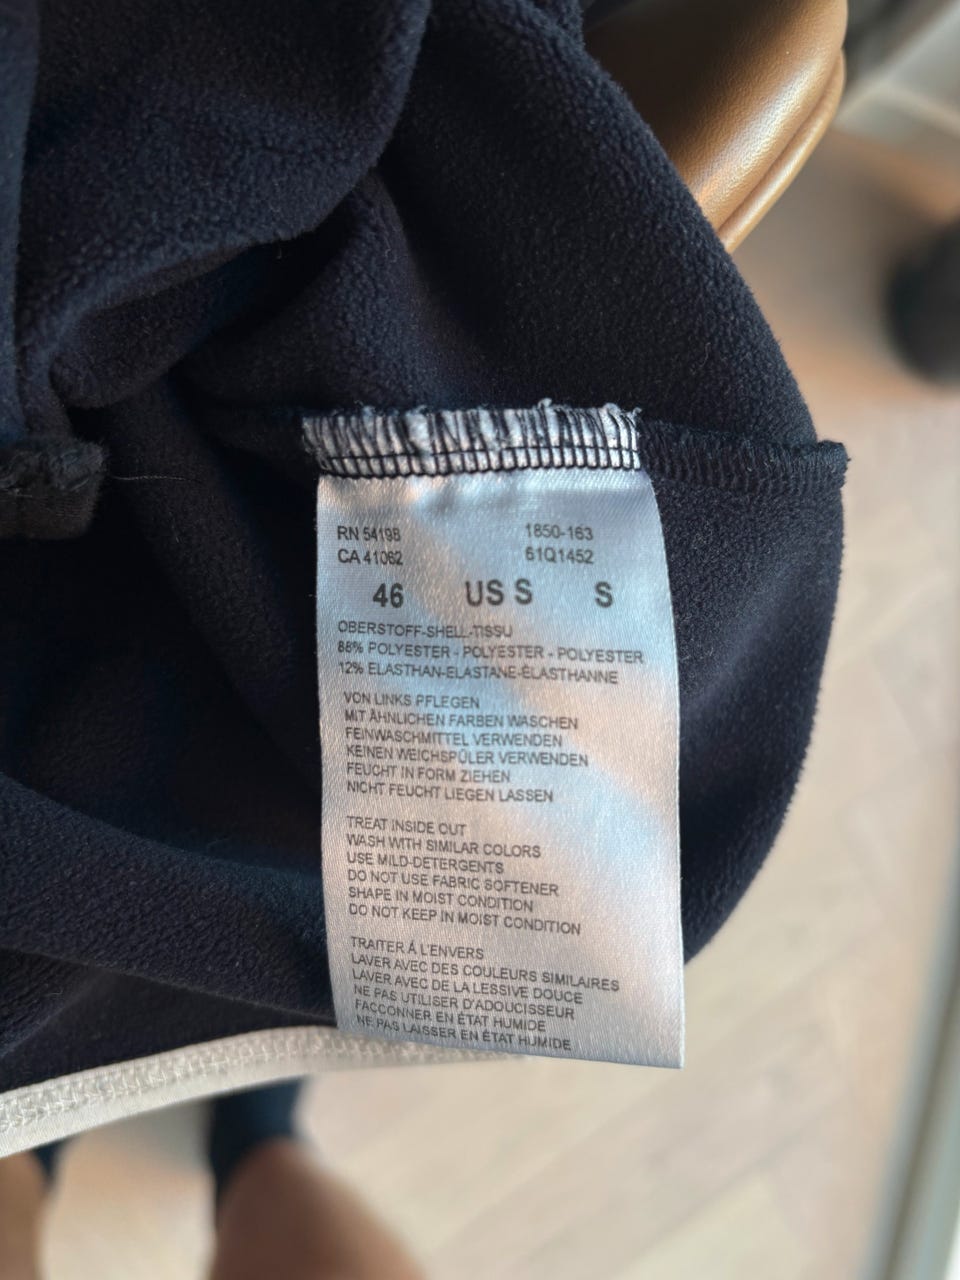 RN 54198 1850-163
CA 41062 61Q1452
46 US S S
OBERSTOFF-SHELL-TISSU
88% POLYESTER - POLYESTER - POLYESTER
12% ELASTHAN-ELASTANE-ELASTHANNE
VON LINKS PFLEGEN
MIT ÄHNLICHEN FARBEN WASCHEN
FEINWASCHMITTEL VERWENDEN
KEINEN WEICHSPÜLER VERWENDEN
FEUCHT IN FORM ZIEHEN
NICHT FEUCHT LIEGEN LASSEN
TREAT INSIDE OUT
WASH WITH SIMILAR COLORS
USE MILD-DETERGENTS
DO NOT USE FABRIC SOFTENER
SHAPE IN MOIST CONDITION
DO NOT KEEP IN MOIST CONDITION
TRAITER Á L'ENVERS
LAVER AVEC DES COULEURS SIMILAIRES
LAVER AVEC DE LA LESSIVE DOUCE
NE PAS UTILISER D'ADOUCISSEUR
FACCONNER EN ÉTAT HUMIDE
NE PAS LAISSER EN ÉTAT HUMIDE